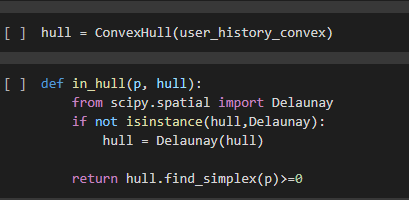 [ ] hull = ConvexHull(user_history_convex)
[ ] def in_hull(p, hull):
from scipy.spatial import Delaunay
if not isinstance(hull,Delaunay):
hull = Delaunay(hull)
return hull.find_simplex(p)>=0